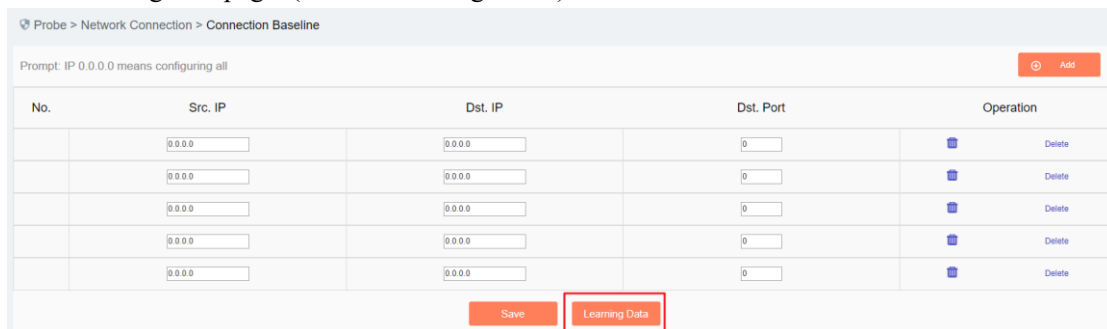 Probe > Network Connection > Connection Baseline
Prompt: IP 0.0.0.0 means configuring all
Add
No. Src. IP Dst. IP Dst. Port Operation
0.0.0.0 0.0.0.0 0 Delete
0.0.0.0 0.0.0.0 0 Delete
0.0.0.0 0.0.0.0 0 Delete
0.0.0.0 0.0.0.0 0 Delete
0.0.0.0 0.0.0.0 0 Delete
Save Learning Data